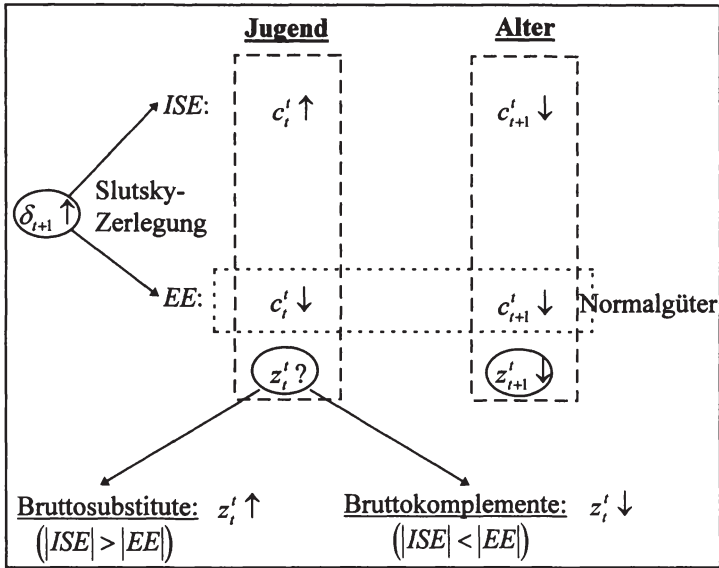 Jugend Alter
ISE: c_t^t ↑ c_{t+1}^t ↓
δ_{t+1} ↑ Slutsky-
Zerlegung
EE: c_t^t ↓ c_{t+1}^t ↓ Normalgüter
z_t^t ? z_{t+1}^t ↓
Bruttosubstitute: z_t^t ↑ Bruttokomplemente: z_t^t ↓
(|ISE| > |EE|) (|ISE| < |EE|)